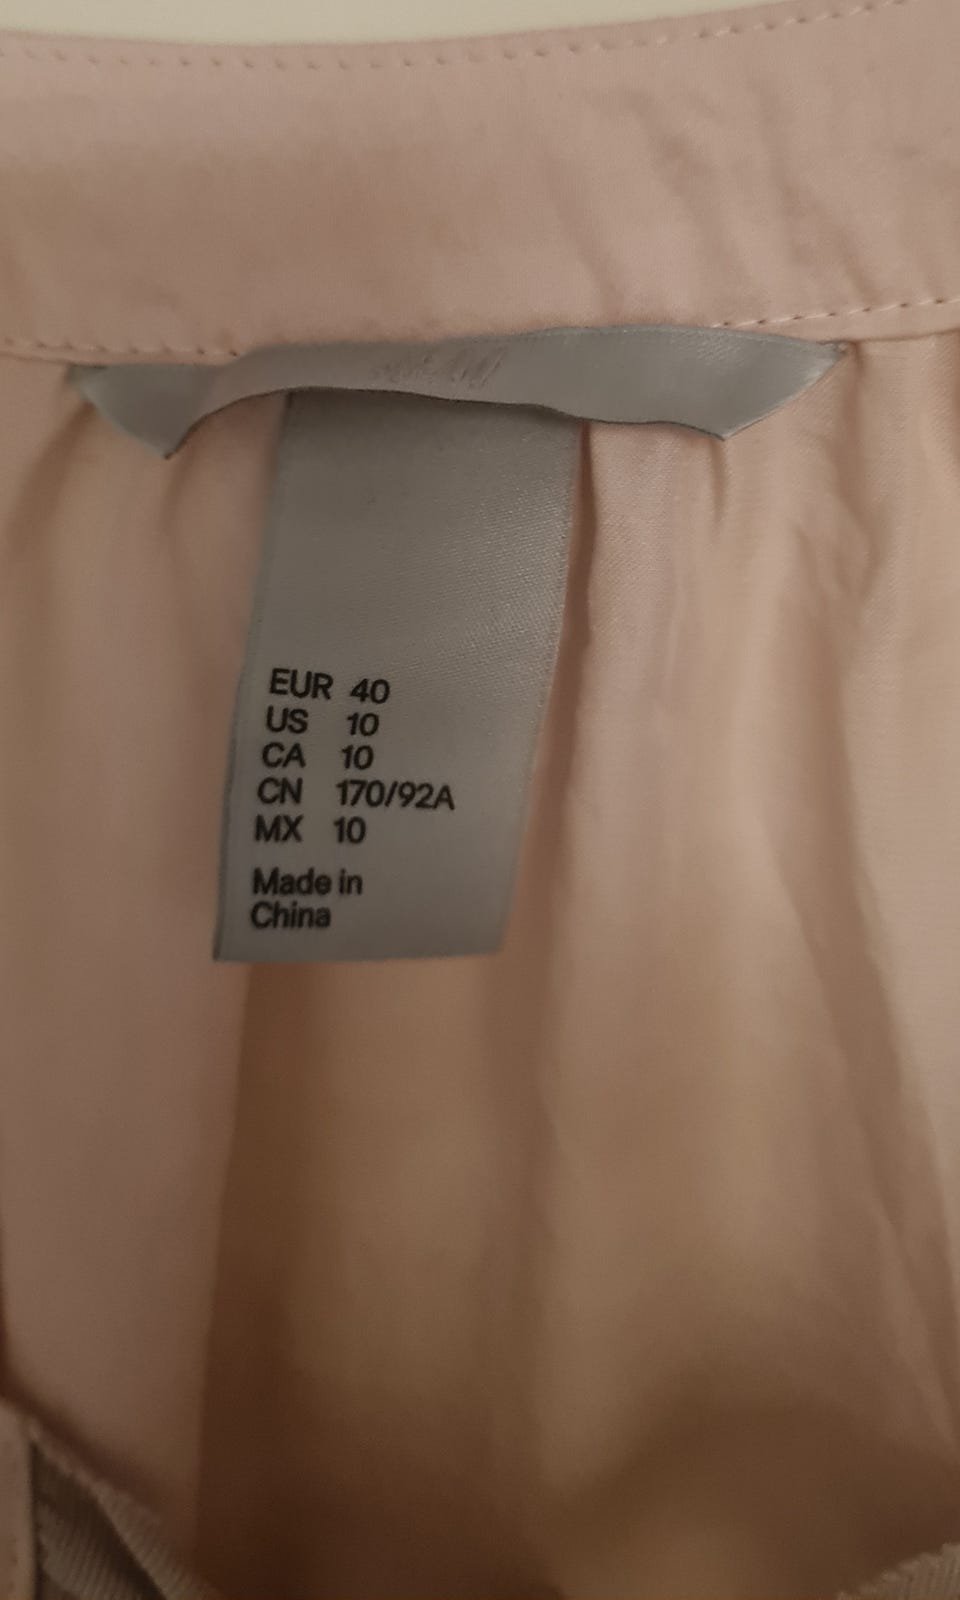 EUR 40
US 10
CA 10
CN 170/92A
MX 10
Made in
China